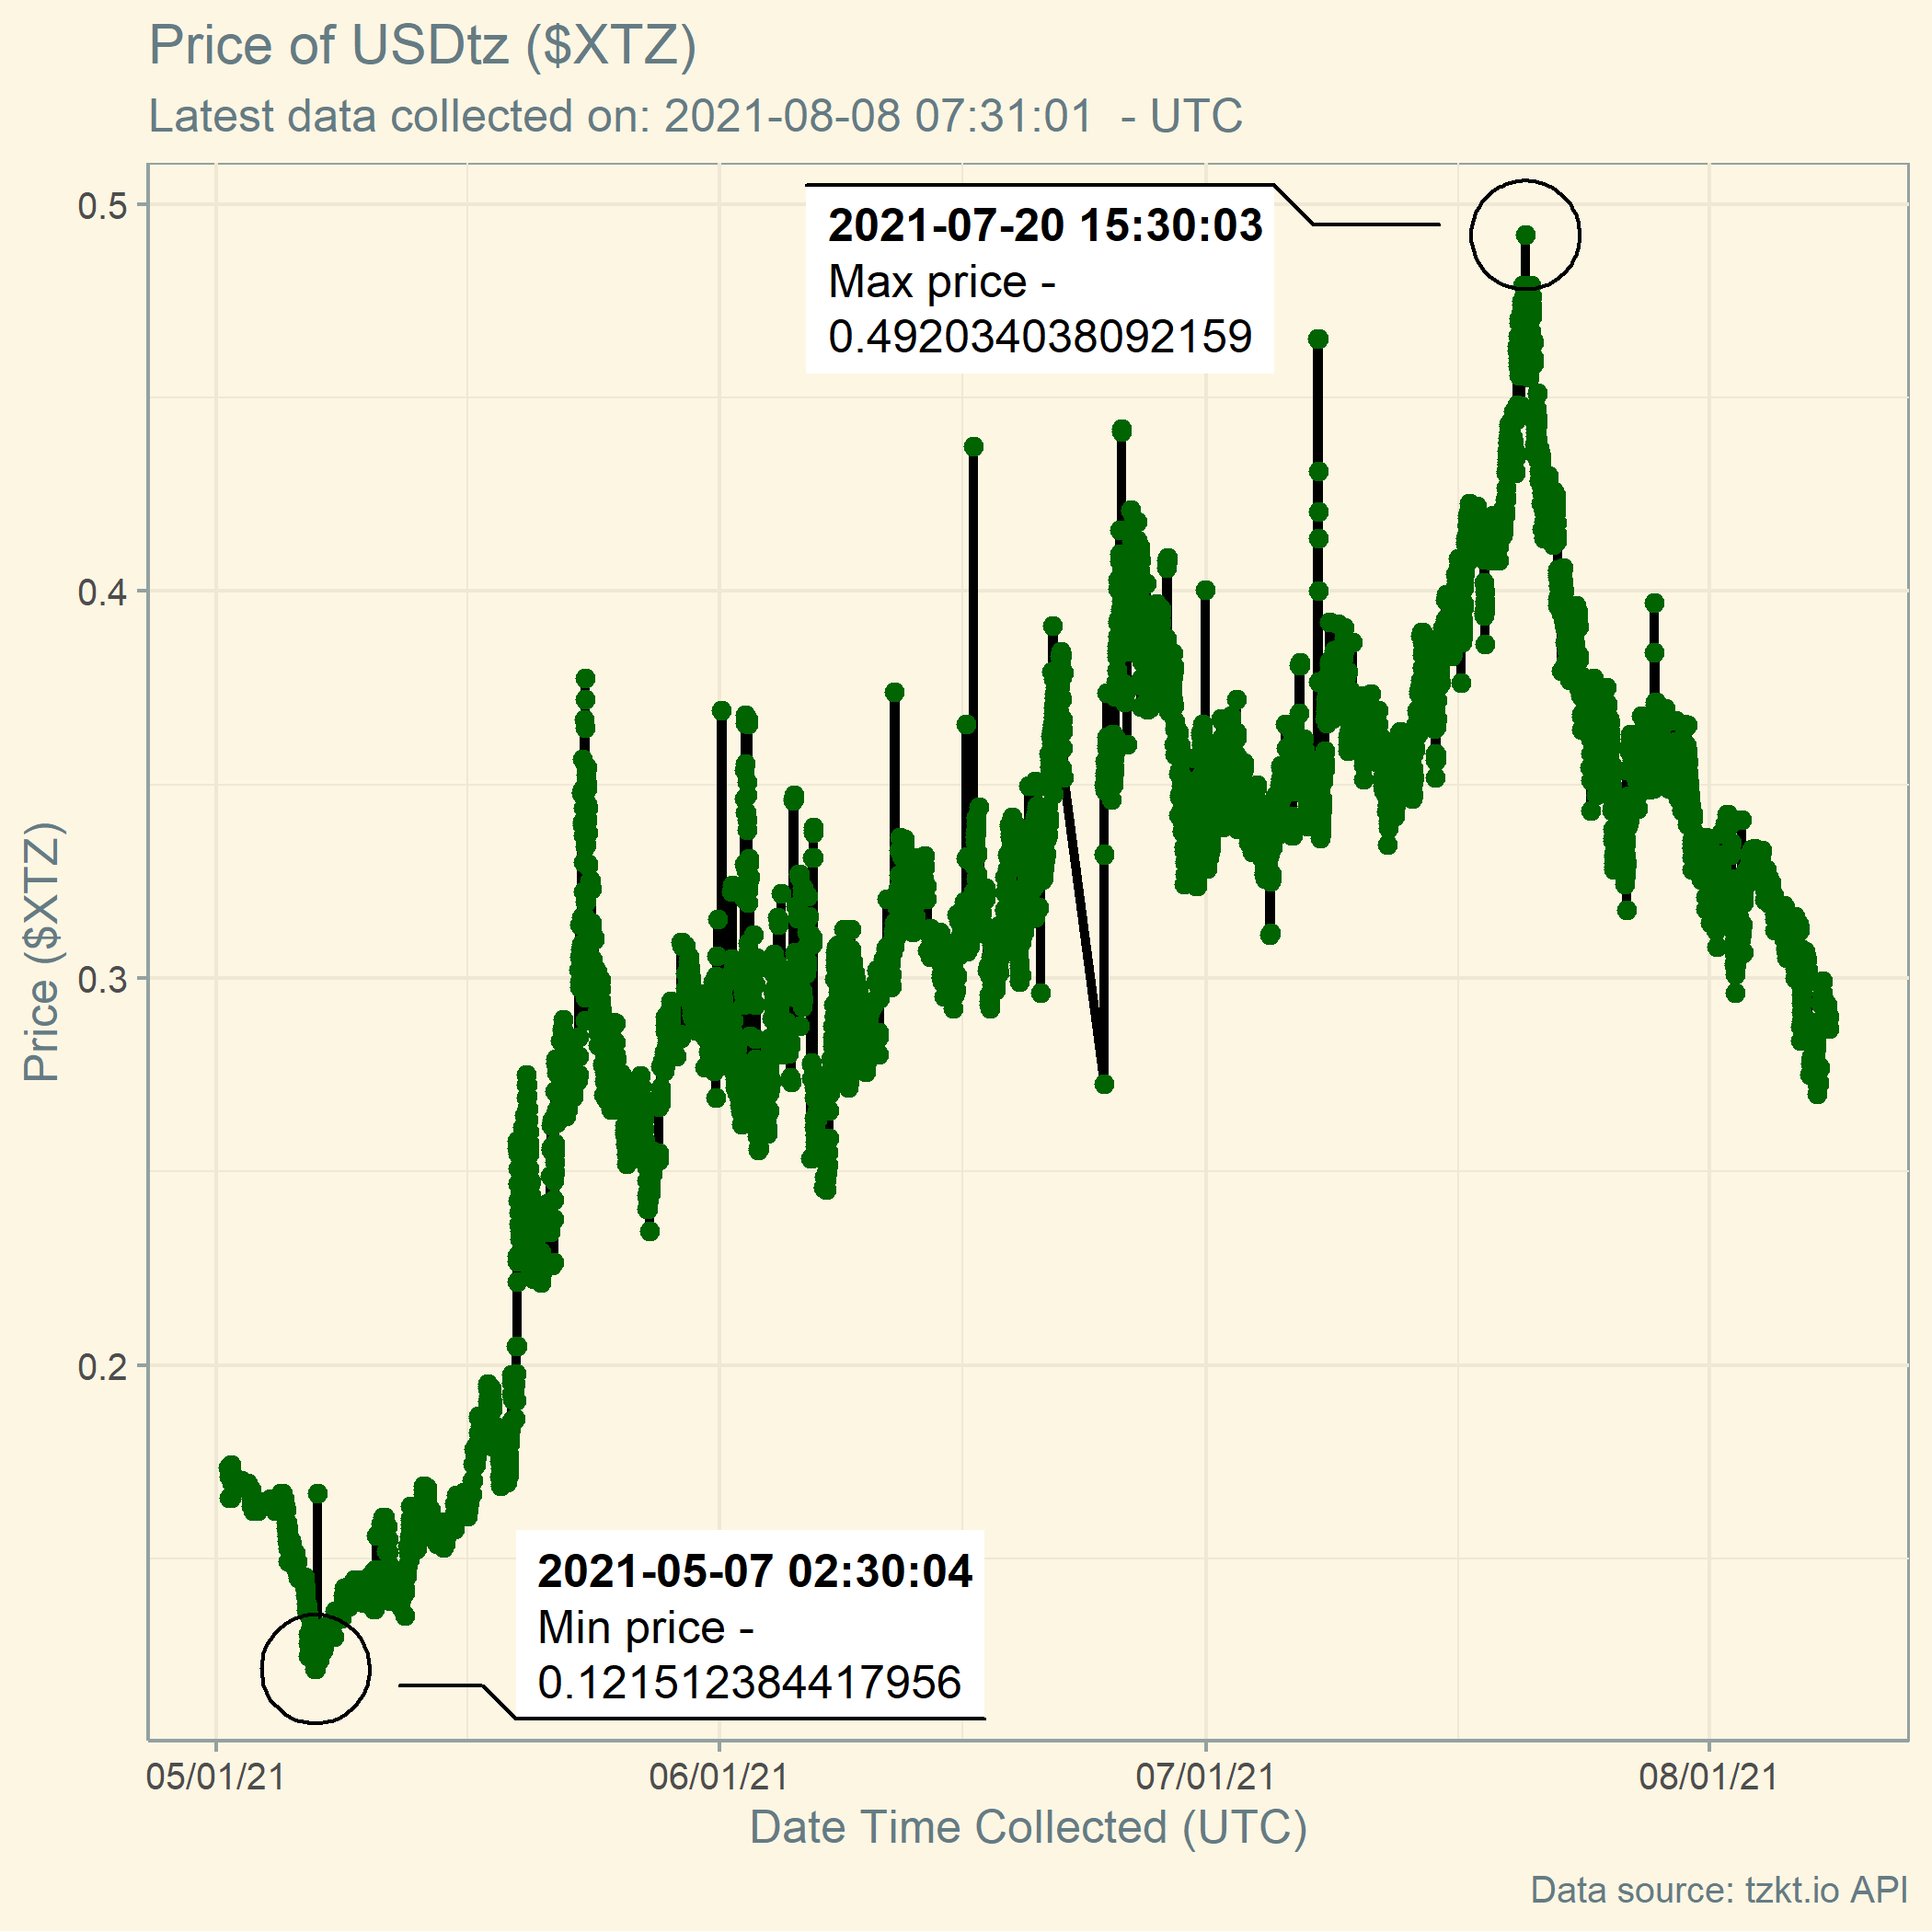 Price of USDtz ($XTZ)
Latest data collected on: 2021-08-08 07:31:01  - UTC
2021-07-20 15:30:03
Max price -
0.492034038092159
0.5
0.4
0.3
0.2
Price ($XTZ)
2021-05-07 02:30:04
Min price -
0.121512384417956
05/01/21
06/01/21
07/01/21
08/01/21
Date Time Collected (UTC)
Data source: tzkt.io API